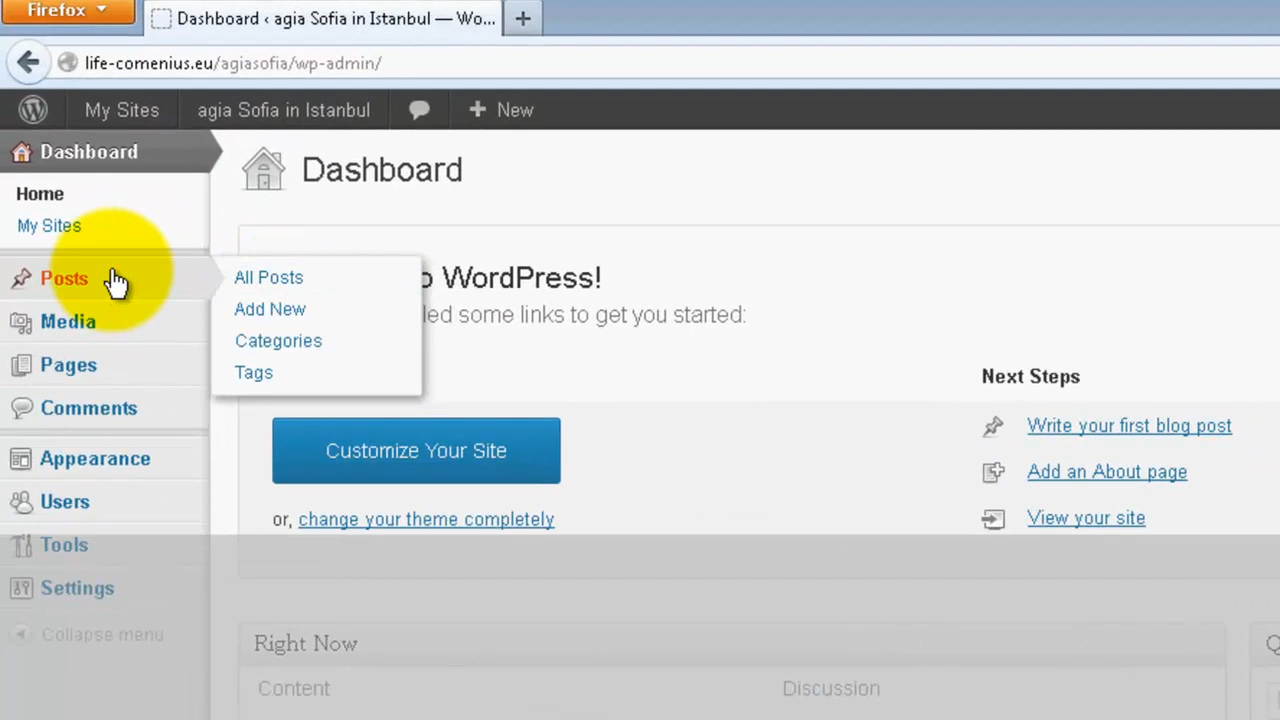 Firefox
Dashboard ‹ agia Sofia in Istanbul — Wo...
life-comenius.eu/agiasofia/wp-admin/
My Sites
agia Sofia in Istanbul
New
Dashboard
Home
My Sites
Posts
Media
Pages
Comments
Appearance
Users
Tools
Settings
Collapse menu
All Posts
Add New
Categories
Tags
Dashboard
WordPress!
some links to get you started:
Customize Your Site
or, change your theme completely
Next Steps
Write your first blog post
Add an About page
View your site
Right Now
Content
Discussion